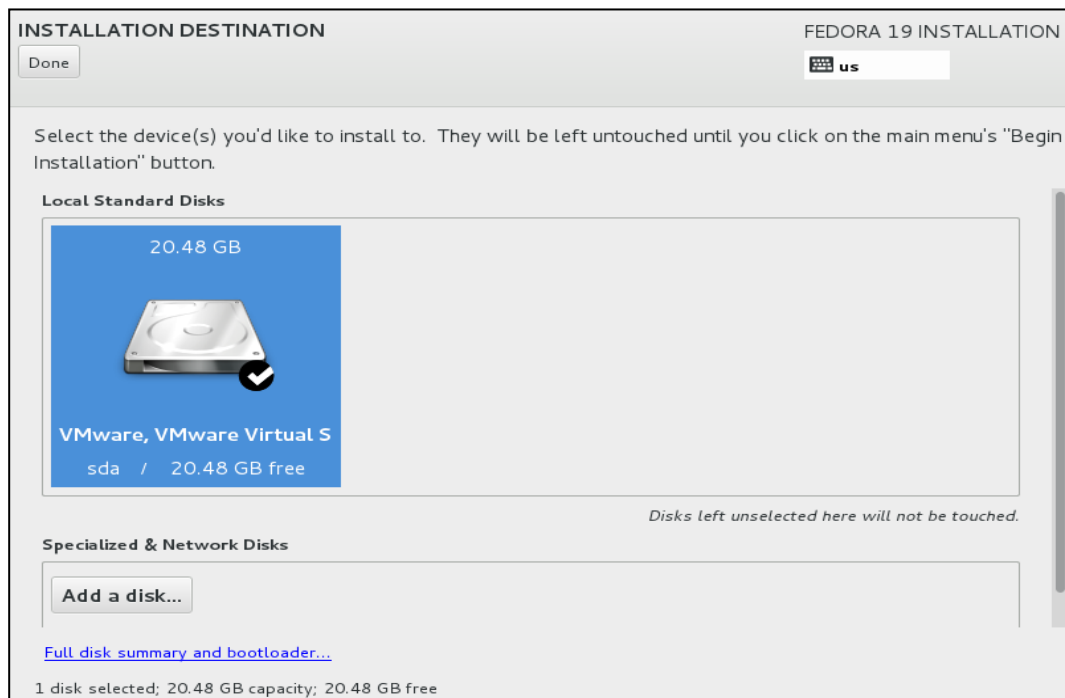 INSTALLATION DESTINATION
FEDORA 19 INSTALLATION
Done
us
Select the device(s) you'd like to install to. They will be left untouched until you click on the main menu's "Begin
Installation" button.
Local Standard Disks
20.48 GB
VMware, VMware Virtual S
sda / 20.48 GB free
Disks left unselected here will not be touched.
Specialized & Network Disks
Add a disk...
Full disk summary and bootloader...
1 disk selected; 20.48 GB capacity; 20.48 GB free